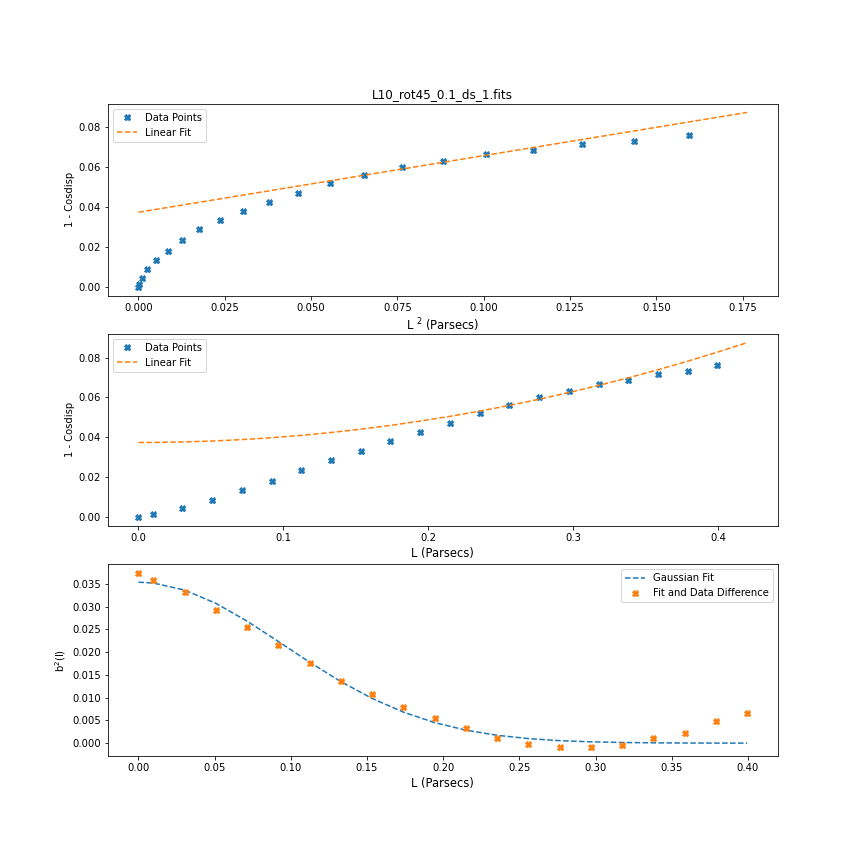 L10_rot45_0.1_ds_1.fits
Data Points
Linear Fit
1 - Cosdisp
0.08
0.06
0.04
0.02
0.00
0.000 0.025 0.050 0.075 0.100 0.125 0.150 0.175
L ² (Parsecs)
Data Points
Linear Fit
1 - Cosdisp
0.08
0.06
0.04
0.02
0.00
0.0 0.1 0.2 0.3 0.4
L (Parsecs)
Gaussian Fit
Fit and Data Difference
b²(l)
0.035
0.030
0.025
0.020
0.015
0.010
0.005
0.000
0.00 0.05 0.10 0.15 0.20 0.25 0.30 0.35 0.40
L (Parsecs)